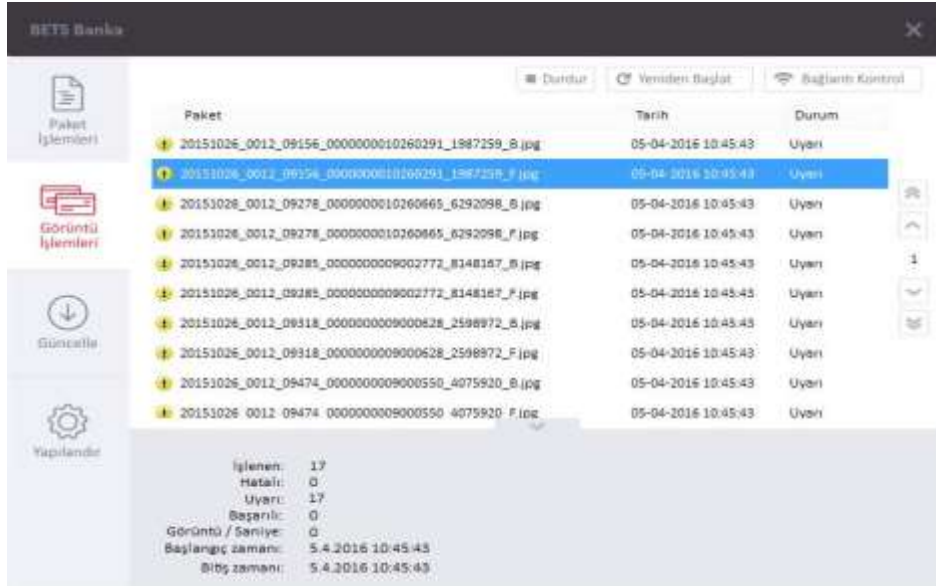 BETS Banka
Durdur Yeniden Başlat Bağlantı Kontrol
Paket İşlemleri
Görüntü İşlemleri
Güncelle
Yapılandır
Paket Tarih Durum
20151026_0012_09156_0000000010260291_1987259_B.jpg 05-04-2016 10:45:43 Uyarı
20151026_0012_09156_0000000010260291_1987259_F.jpg 05-04-2016 10:45:43 Uyarı
20151026_0012_09278_0000000010260665_6292098_B.jpg 05-04-2016 10:45:43 Uyarı
20151026_0012_09278_0000000010260665_6292098_F.jpg 05-04-2016 10:45:43 Uyarı
20151026_0012_09285_0000000009002772_8148167_B.jpg 05-04-2016 10:45:43 Uyarı
20151026_0012_09285_0000000009002772_8148167_F.jpg 05-04-2016 10:45:43 Uyarı
20151026_0012_09318_0000000009000628_2598972_B.jpg 05-04-2016 10:45:43 Uyarı
20151026_0012_09318_0000000009000628_2598972_F.jpg 05-04-2016 10:45:43 Uyarı
20151026_0012_09474_0000000009000550_4075920_B.jpg 05-04-2016 10:45:43 Uyarı
20151026_0012_09474_0000000009000550_4075920_F.jpg 05-04-2016 10:45:43 Uyarı
1
İşlenen: 17
Hatalı: 0
Uyarı: 17
Başarılı: 0
Görüntü / Saniye: 0
Başlangıç zamanı: 5.4.2016 10:45:43
Bitiş zamanı: 5.4.2016 10:45:43